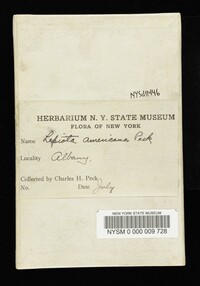 NYSf1446
HERBARIUM N. Y. STATE MUSEUM
FLORA OF NEW YORK
Name Lepiota americana Peck
Locality Albany.
Collected by Charles H. Peck
No. Date July
NEW YORK STATE MUSEUM
NYSM 0 000 009 728